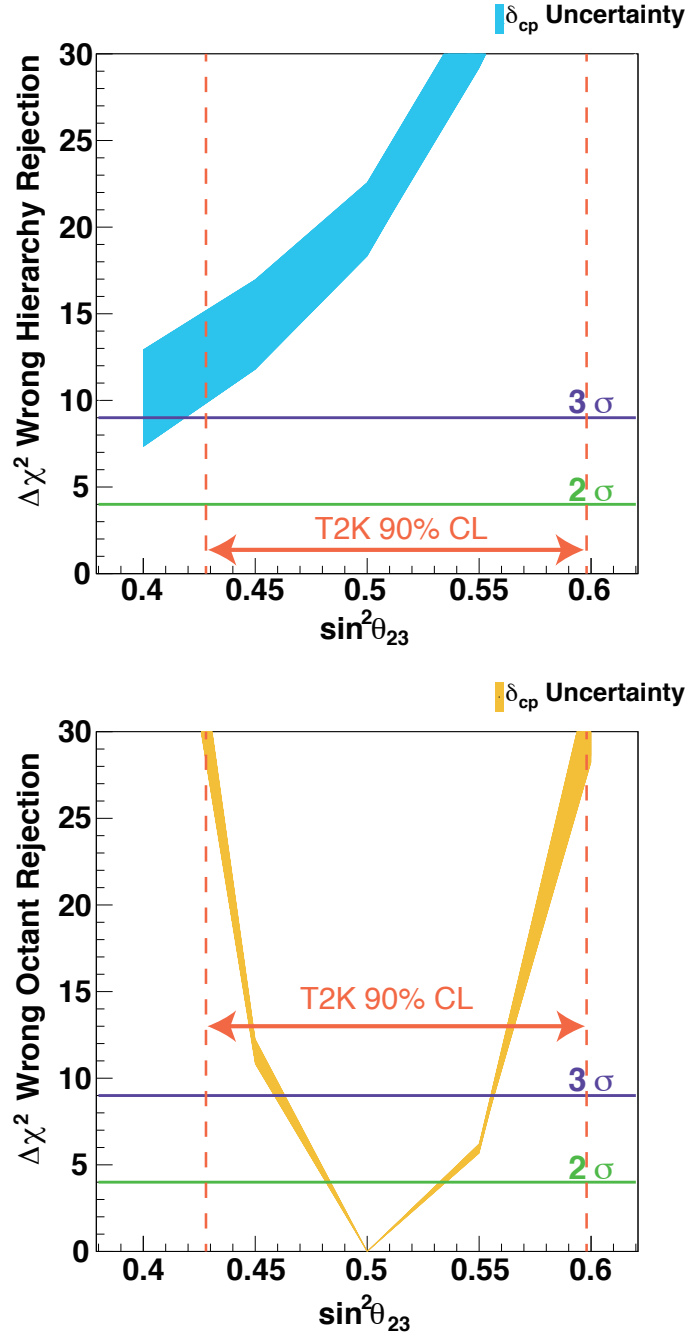 δcp Uncertainty
Δχ² Wrong Hierarchy Rejection
30
25
20
15
10
5
0
3 σ
2 σ
T2K 90% CL
0.4 0.45 0.5 0.55 0.6
sin²θ23
δcp Uncertainty
Δχ² Wrong Octant Rejection
30
25
20
15
10
5
0
T2K 90% CL
3 σ
2 σ
0.4 0.45 0.5 0.55 0.6
sin²θ23